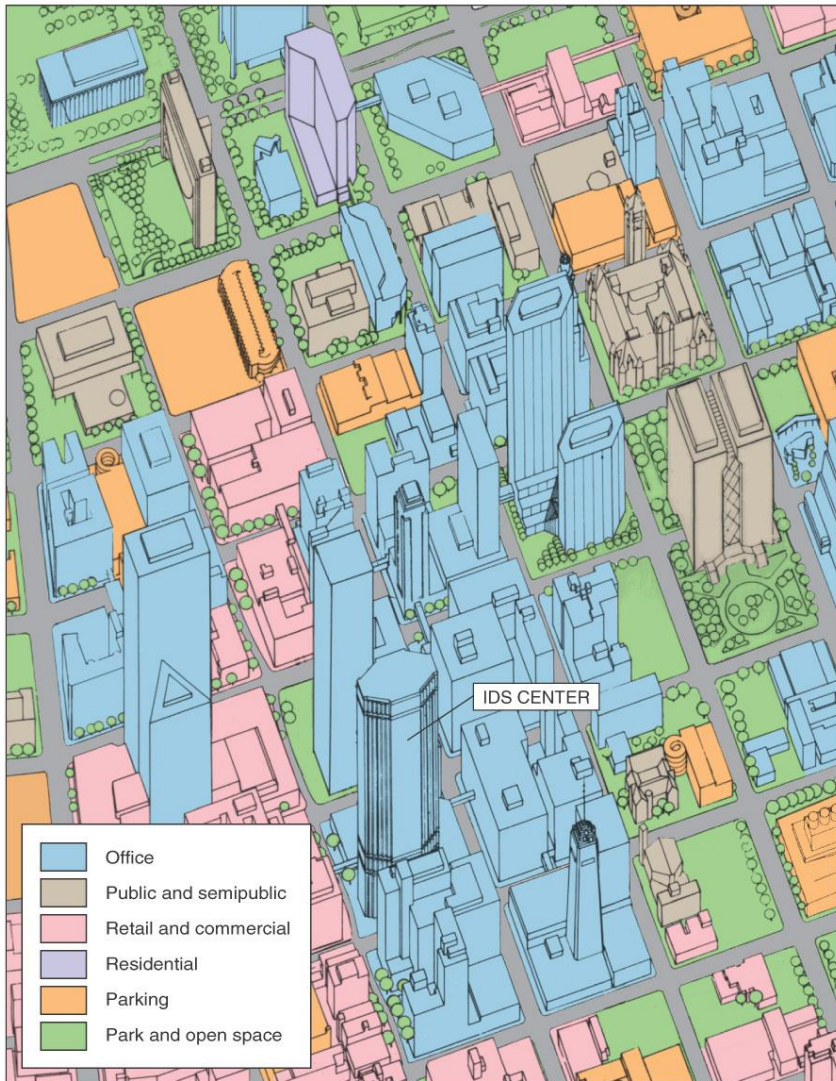 IDS CENTER
Office
Public and semipublic
Retail and commercial
Residential
Parking
Park and open space